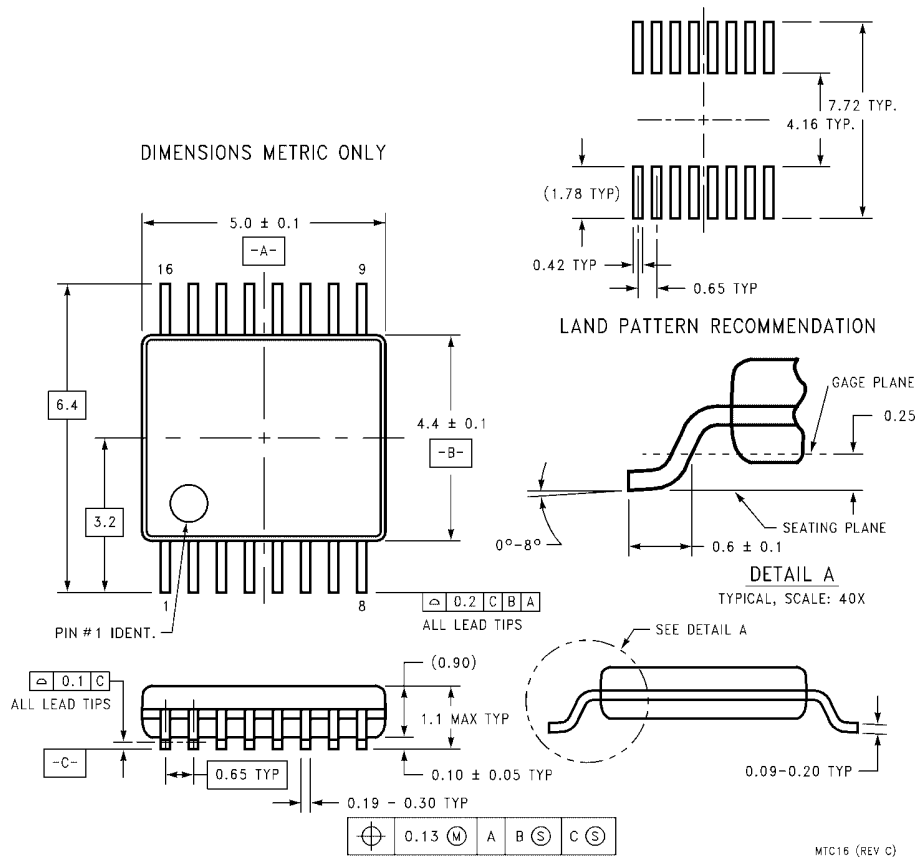 7.72 TYP.
4.16 TYP.
DIMENSIONS METRIC ONLY
(1.78 TYP)
5.0 ± 0.1
-A-
0.42 TYP
0.65 TYP
16
9
LAND PATTERN RECOMMENDATION
6.4
4.4 ± 0.1
-B-
3.2
GAGE PLANE
0.25
SEATING PLANE
0°-8°
0.6 ± 0.1
DETAIL A
TYPICAL, SCALE: 40X
1
8
⌓ 0.2 C B A
ALL LEAD TIPS
PIN #1 IDENT.
SEE DETAIL A
(0.90)
⌓ 0.1 C
ALL LEAD TIPS
1.1 MAX TYP
-C-
0.65 TYP
0.10 ± 0.05 TYP
0.09-0.20 TYP
0.19 - 0.30 TYP
⌖ 0.13 Ⓜ A B Ⓢ C Ⓢ
MTC16 (REV C)